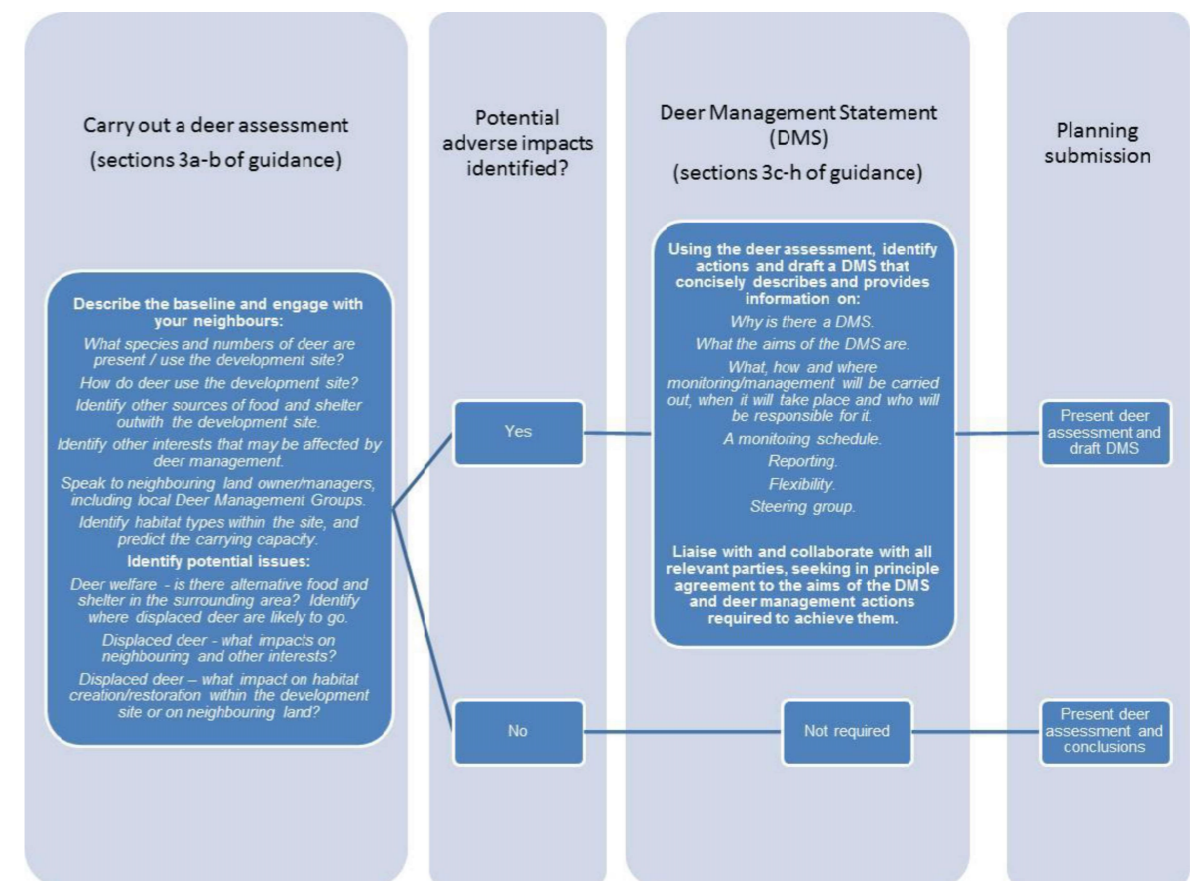 Carry out a deer assessment
(sections 3a-b of guidance)
Describe the baseline and engage with
your neighbours:
What species and numbers of deer are
present / use the development site?
How do deer use the development site?
Identify other sources of food and shelter
outwith the development site.
Identify other interests that may be affected by
deer management.
Speak to neighbouring land owner/managers,
including local Deer Management Groups.
Identify habitat types within the site, and
predict the carrying capacity.
Identify potential issues:
Deer welfare - is there alternative food and
shelter in the surrounding area? Identify
where displaced deer are likely to go.
Displaced deer - what impacts on
neighbouring and other interests?
Displaced deer – what impact on habitat
creation/restoration within the development
site or on neighbouring land?
Potential
adverse impacts
identified?
Yes
No
Deer Management Statement
(DMS)
(sections 3c-h of guidance)
Using the deer assessment, identify
actions and draft a DMS that
concisely describes and provides
information on:
Why is there a DMS.
What the aims of the DMS are.
What, how and where
monitoring/management will be carried
out, when it will take place and who will
be responsible for it.
A monitoring schedule.
Reporting.
Flexibility.
Steering group.
Liaise with and collaborate with all
relevant parties, seeking in principle
agreement to the aims of the DMS
and deer management actions
required to achieve them.
Not required
Planning
submission
Present deer
assessment and
draft DMS
Present deer
assessment and
conclusions